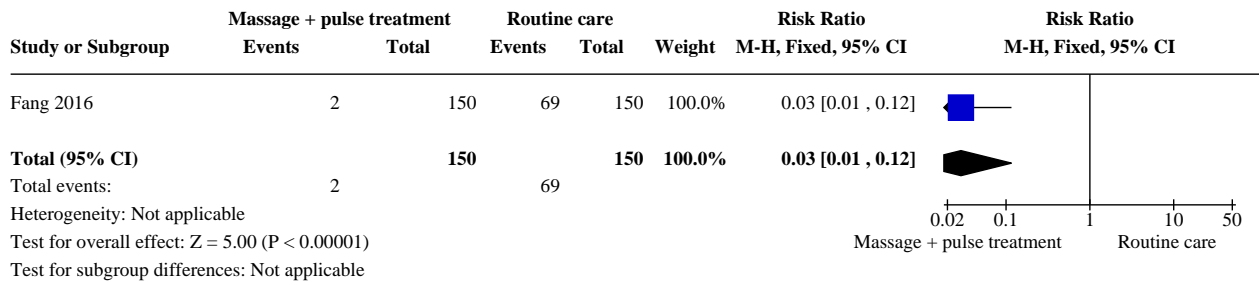 Massage + pulse treatment Routine care Risk Ratio Risk Ratio
Study or Subgroup Events Total Events Total Weight M-H, Fixed, 95% CI M-H, Fixed, 95% CI
Fang 2016 2 150 69 150 100.0% 0.03 [0.01 , 0.12]
Total (95% CI) 150 150 100.0% 0.03 [0.01 , 0.12]
Total events: 2 69
Heterogeneity: Not applicable
0.02 0.1 1 10 50
Test for overall effect: Z = 5.00 (P < 0.00001)
Massage + pulse treatment Routine care
Test for subgroup differences: Not applicable